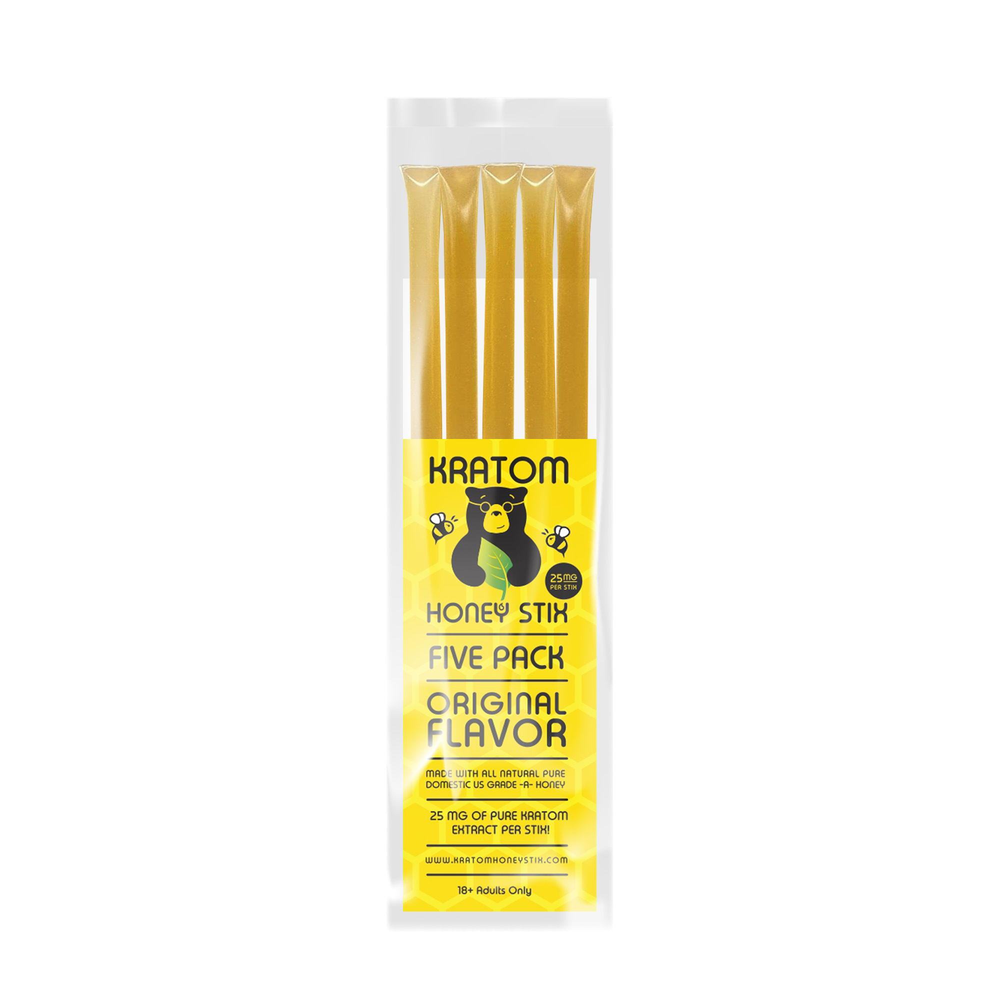 KRATOM
25MG
PER STIX
HONEY STIX
FIVE PACK
ORIGINAL
FLAVOR
MADE WITH ALL NATURAL PURE
DOMESTIC US GRADE -A- HONEY
25 MG OF PURE KRATOM
EXTRACT PER STIX!
WWW.KRATOMHONEYSTIX.COM
18+ Adults Only